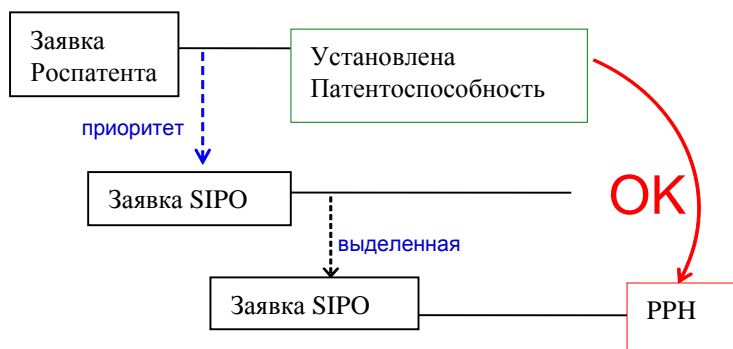 Заявка
Роспатента
Установлена
Патентоспособность
приоритет
Заявка SIPO
OK
выделенная
Заявка SIPO
PPH